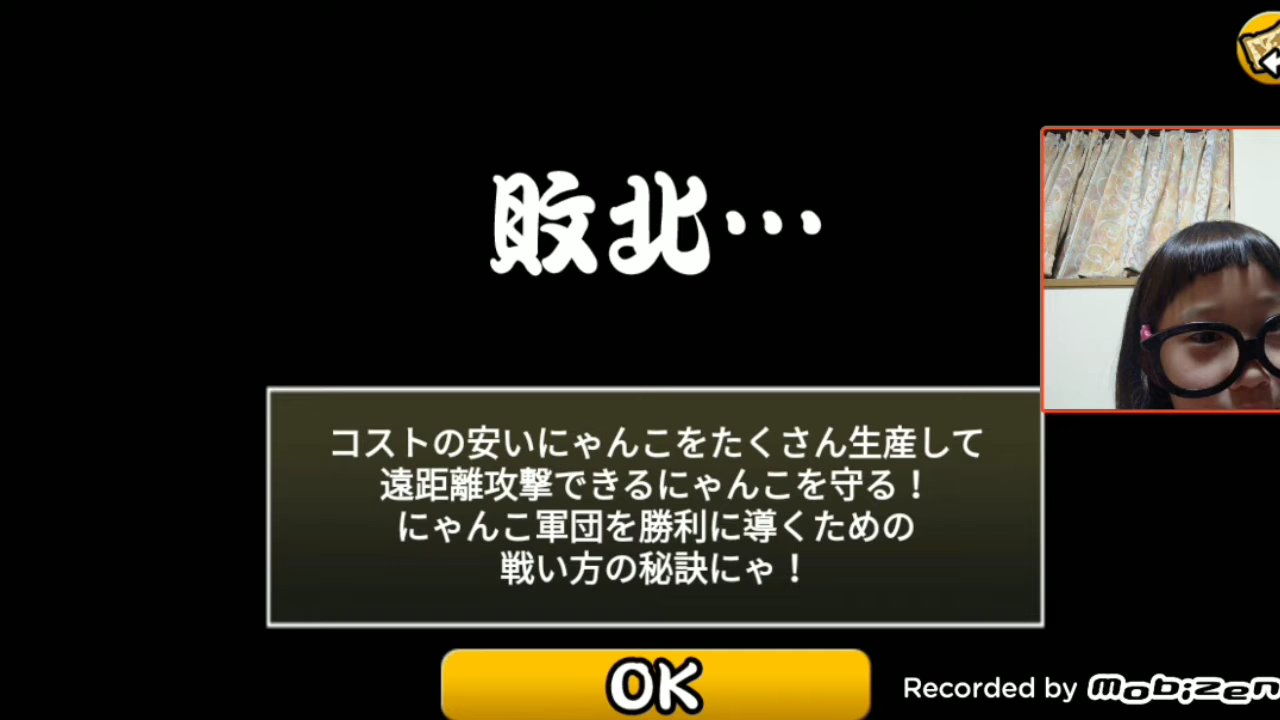 敗北…
コストの安いにゃんこをたくさん生産して
遠距離攻撃できるにゃんこを守る！
にゃんこ軍団を勝利に導くための
戦い方の秘訣にゃ！
OK
Recorded by mobizen